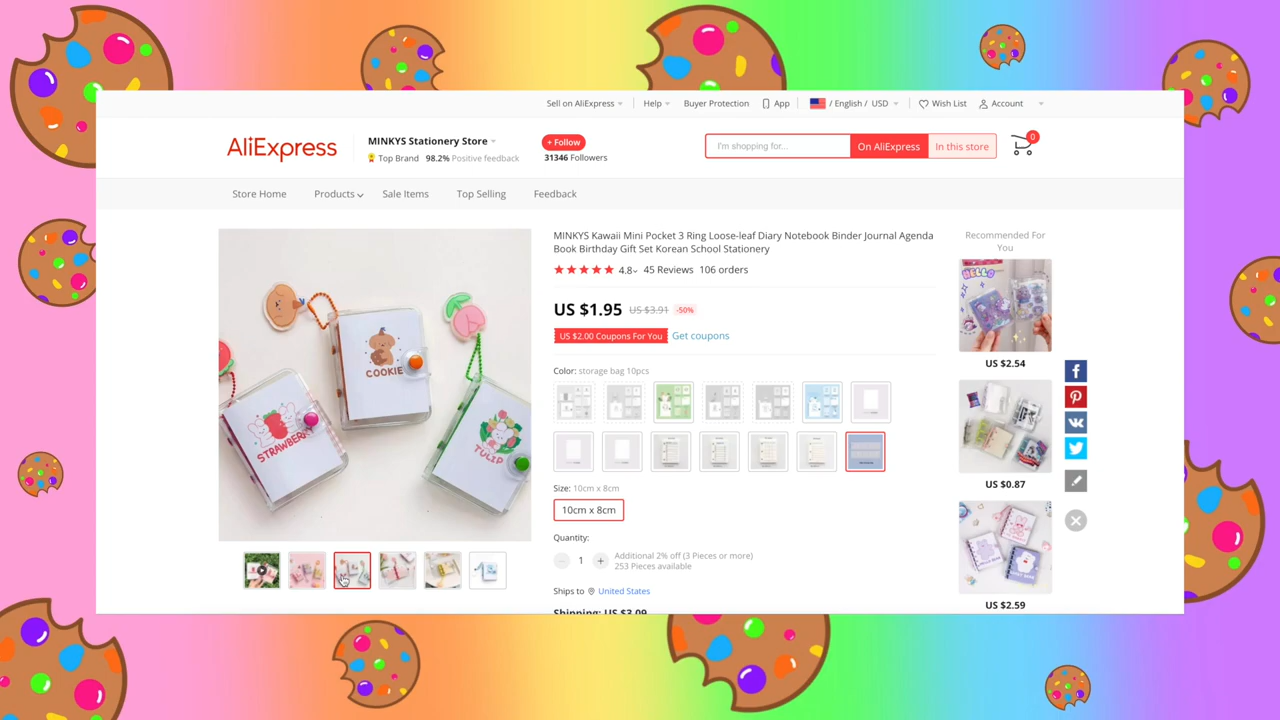 Sell on AliExpress
Help
Buyer Protection
App
/ English / USD
Wish List
Account
AliExpress
MINKYS Stationery Store
Top Brand 98.2% Positive feedback
+ Follow
31346 Followers
I'm shopping for...
On AliExpress
In this store
0
Store Home
Products
Sale Items
Top Selling
Feedback
COOKIE
STRAWBERR
TULIP
MINKYS Kawaii Mini Pocket 3 Ring Loose-leaf Diary Notebook Binder Journal Agenda
Book Birthday Gift Set Korean School Stationery
4.8 45 Reviews 106 orders
US $1.95 US $3.91 -50%
US $2.00 Coupons For You Get coupons
Color: storage bag 10pcs
Size: 10cm x 8cm
10cm x 8cm
Quantity:
1
Additional 2% off (3 Pieces or more)
253 Pieces available
Ships to United States
Shipping: US $3.09
Recommended For
You
HELLO
US $2.54
US $0.87
US $2.59